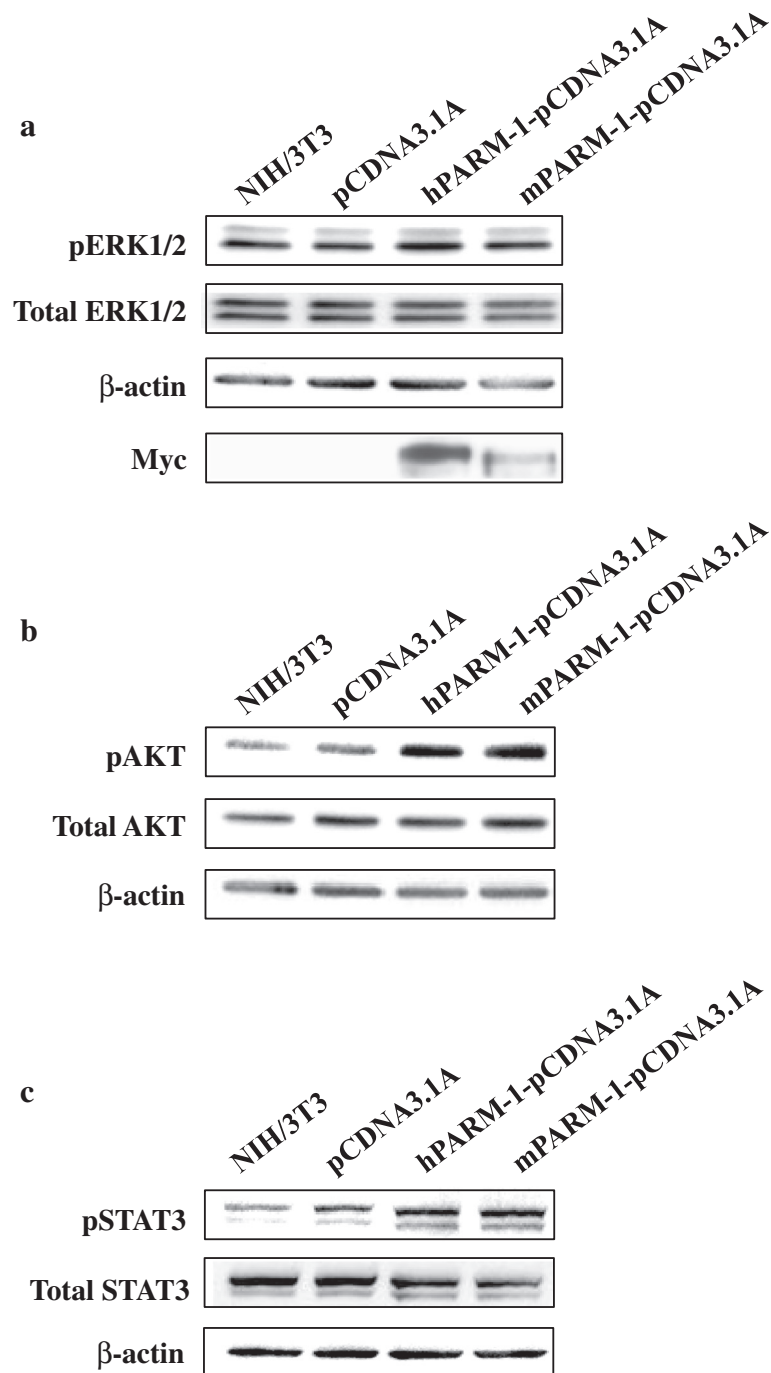 a
NIH/3T3
pCDNA3.1A
hPARM-1-pCDNA3.1A
mPARM-1-pCDNA3.1A
pERK1/2
Total ERK1/2
β-actin
Myc
b
NIH/3T3
pCDNA3.1A
hPARM-1-pCDNA3.1A
mPARM-1-pCDNA3.1A
pAKT
Total AKT
β-actin
c
NIH/3T3
pCDNA3.1A
hPARM-1-pCDNA3.1A
mPARM-1-pCDNA3.1A
pSTAT3
Total STAT3
β-actin